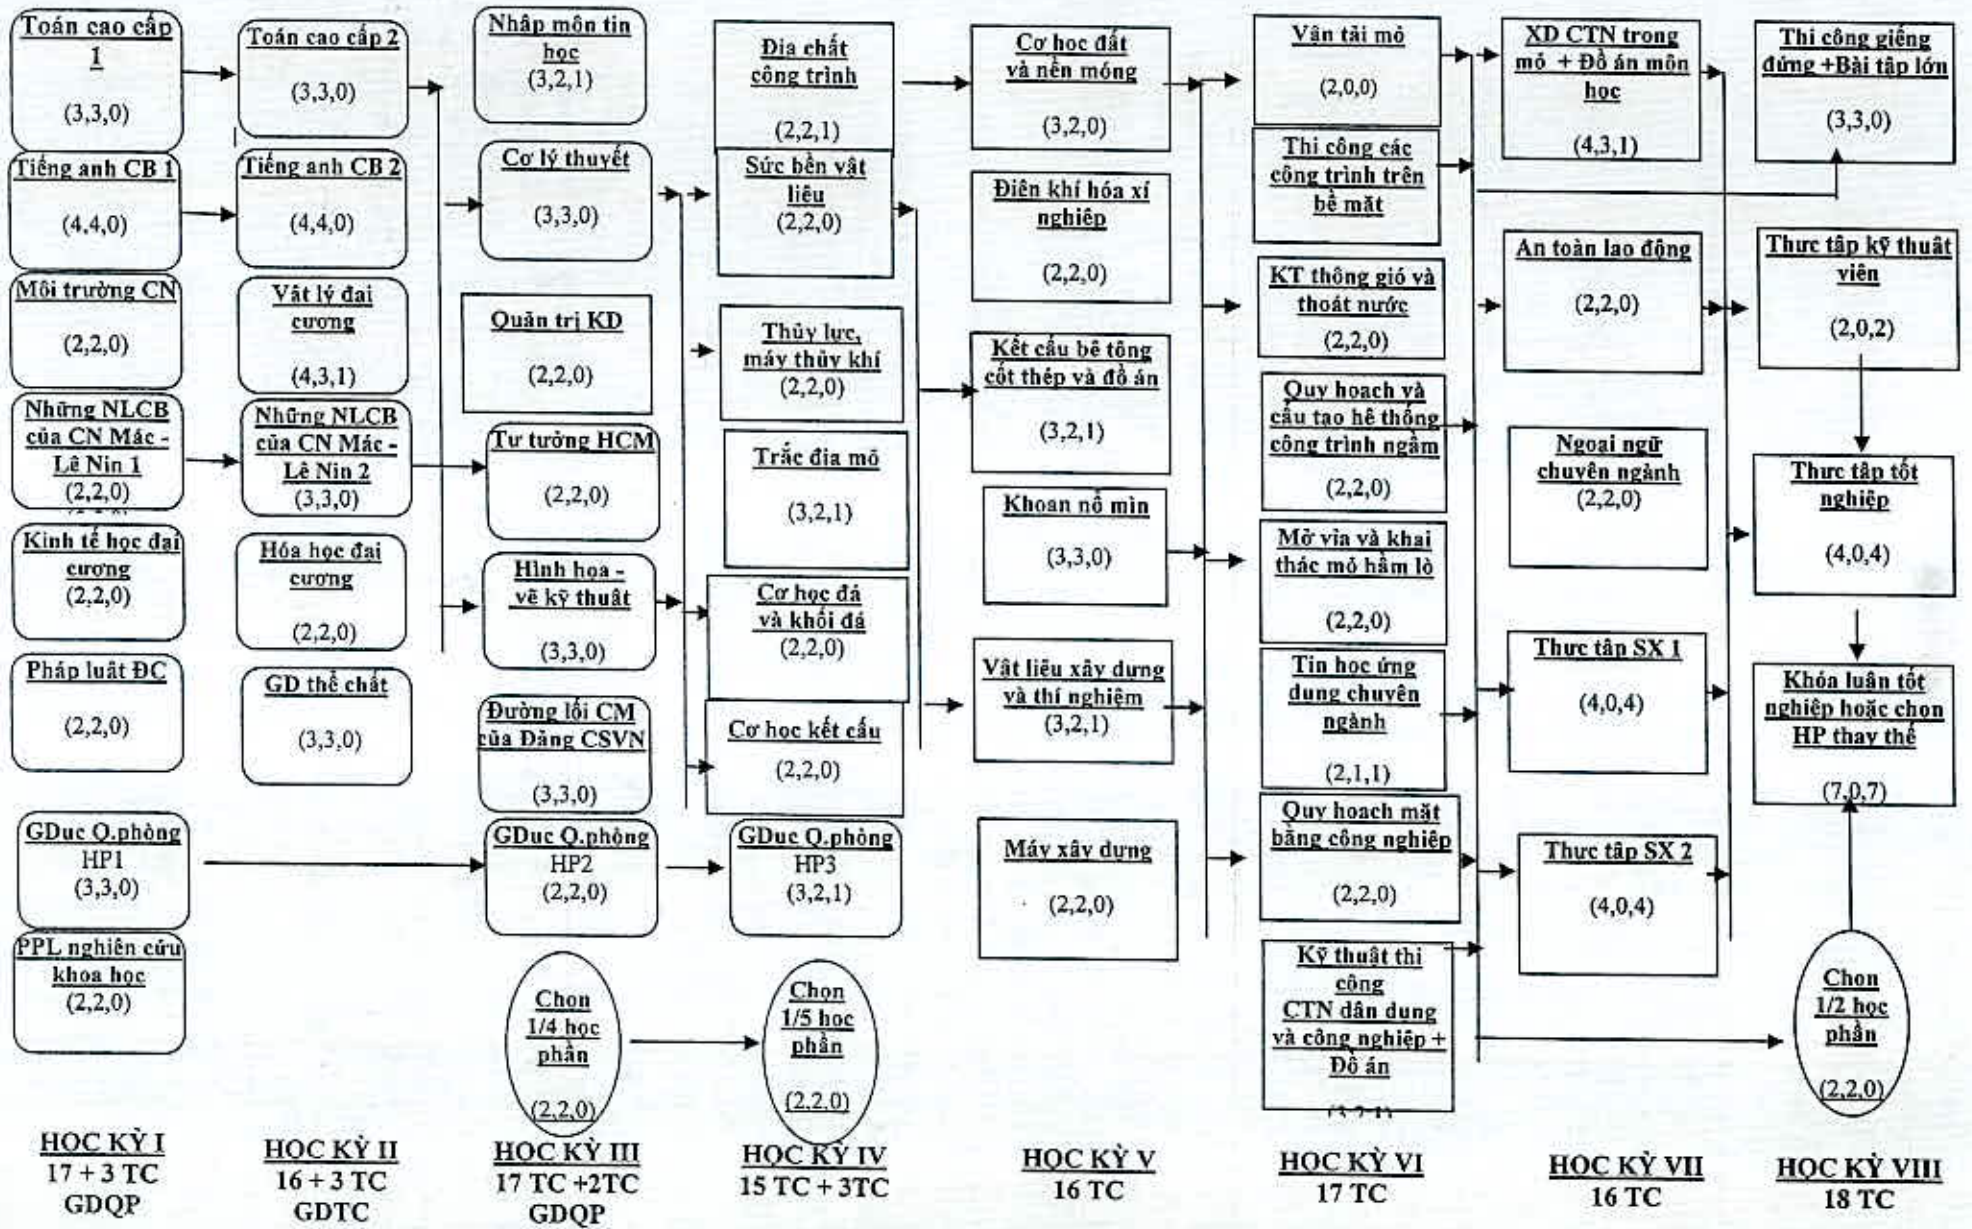 Toán cao cấp
1
(3,3,0)
Tiếng anh CB 1
(4,4,0)
Môi trường CN
(2,2,0)
Những NLCB
của CN Mác -
Lê Nin 1
(2,2,0)
Kinh tế học đại
cương
(2,2,0)
Pháp luật ĐC
(2,2,0)
GDục Q.phòng
HP1
(3,3,0)
PPL nghiên cứu
khoa học
(2,2,0)
HỌC KỲ I
17 + 3 TC
GDQP
Toán cao cấp 2
(3,3,0)
Tiếng anh CB 2
(4,4,0)
Vật lý đại
cương
(4,3,1)
Những NLCB
của CN Mác -
Lê Nin 2
(3,3,0)
Hóa học đại
cương
(2,2,0)
GD thể chất
(3,3,0)
HỌC KỲ II
16 + 3 TC
GDTC
Nhập môn tin
học
(3,2,1)
Cơ lý thuyết
(3,3,0)
Quản trị KD
(2,2,0)
Tư tưởng HCM
(2,2,0)
Hình họa -
vẽ kỹ thuật
(3,3,0)
Đường lối CM
của Đảng CSVN
(3,3,0)
GDục Q.phòng
HP2
(2,2,0)
Chọn
1/4 học
phần
(2,2,0)
HỌC KỲ III
17 TC +2TC
GDQP
Địa chất
công trình
(2,2,1)
Sức bền vật
liệu
(2,2,0)
Thủy lực,
máy thủy khí
(2,2,0)
Trắc địa mỏ
(3,2,1)
Cơ học đá
và khối đá
(2,2,0)
Cơ học kết cấu
(2,2,0)
GDục Q.phòng
HP3
(3,2,1)
Chọn
1/5 học
phần
(2,2,0)
HỌC KỲ IV
15 TC + 3TC
Cơ học đất
và nền móng
(3,2,0)
Điện khí hóa xí
nghiệp
(2,2,0)
Kết cấu bê tông
cốt thép và đồ án
(3,2,1)
Khoan nổ mìn
(3,3,0)
Vật liệu xây dựng
và thí nghiệm
(3,2,1)
Máy xây dựng
(2,2,0)
HỌC KỲ V
16 TC
Vận tải mỏ
(2,0,0)
Thi công các
công trình trên
bề mặt
KT thông gió và
thoát nước
(2,2,0)
Quy hoạch và
cấu tạo hệ thống
công trình ngầm
(2,2,0)
Mở vỉa và khai
thác mỏ hầm lò
(2,2,0)
Tin học ứng
dụng chuyên
ngành
(2,1,1)
Quy hoạch mặt
bằng công nghiệp
(2,2,0)
Kỹ thuật thi
công
CTN dân dụng
và công nghiệp +
Đồ án
HỌC KỲ VI
17 TC
XD CTN trong
mỏ + Đồ án môn
học
(4,3,1)
An toàn lao động
(2,2,0)
Ngoại ngữ
chuyên ngành
(2,2,0)
Thực tập SX 1
(4,0,4)
Thực tập SX 2
(4,0,4)
HỌC KỲ VII
16 TC
Thi công giếng
đứng +Bài tập lớn
(3,3,0)
Thực tập kỹ thuật
viên
(2,0,2)
Thực tập tốt
nghiệp
(4,0,4)
Khóa luận tốt
nghiệp hoặc chọn
HP thay thế
(7,0,7)
Chọn
1/2 học
phần
(2,2,0)
HỌC KỲ VIII
18 TC